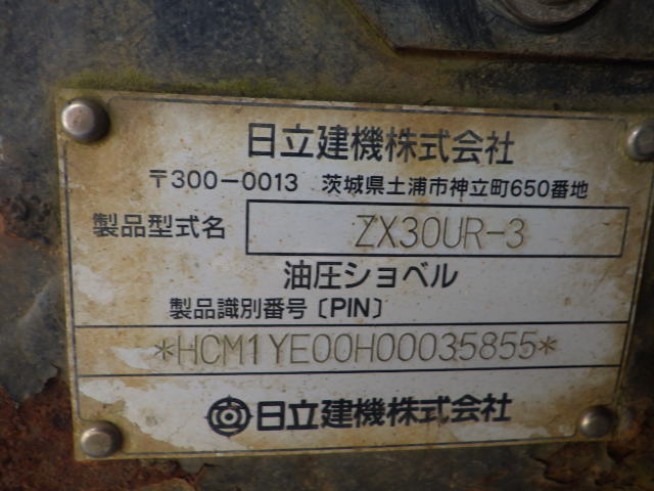 日立建機株式会社
〒300-0013 茨城県土浦市神立町650番地
製品型式名 ZX30UR-3
油圧ショベル
製品識別番号〔PIN〕
*HCM1YE00H00035855*
日立建機株式会社